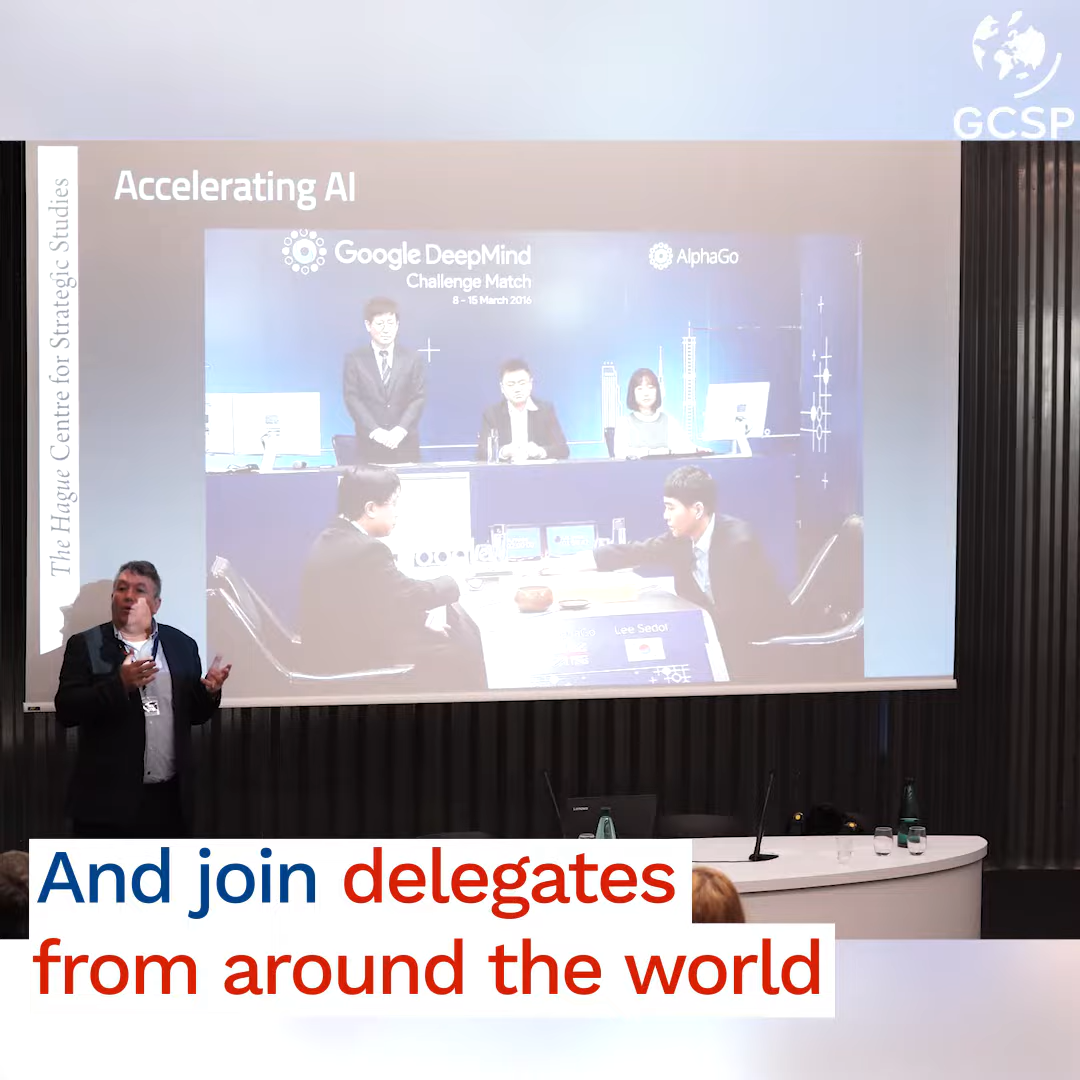 GCSP
The Hague Centre for Strategic Studies
Accelerating AI
Google DeepMind
Challenge Match
8 - 15 March 2016
AlphaGo
Lee Sedol
And join delegates
from around the world